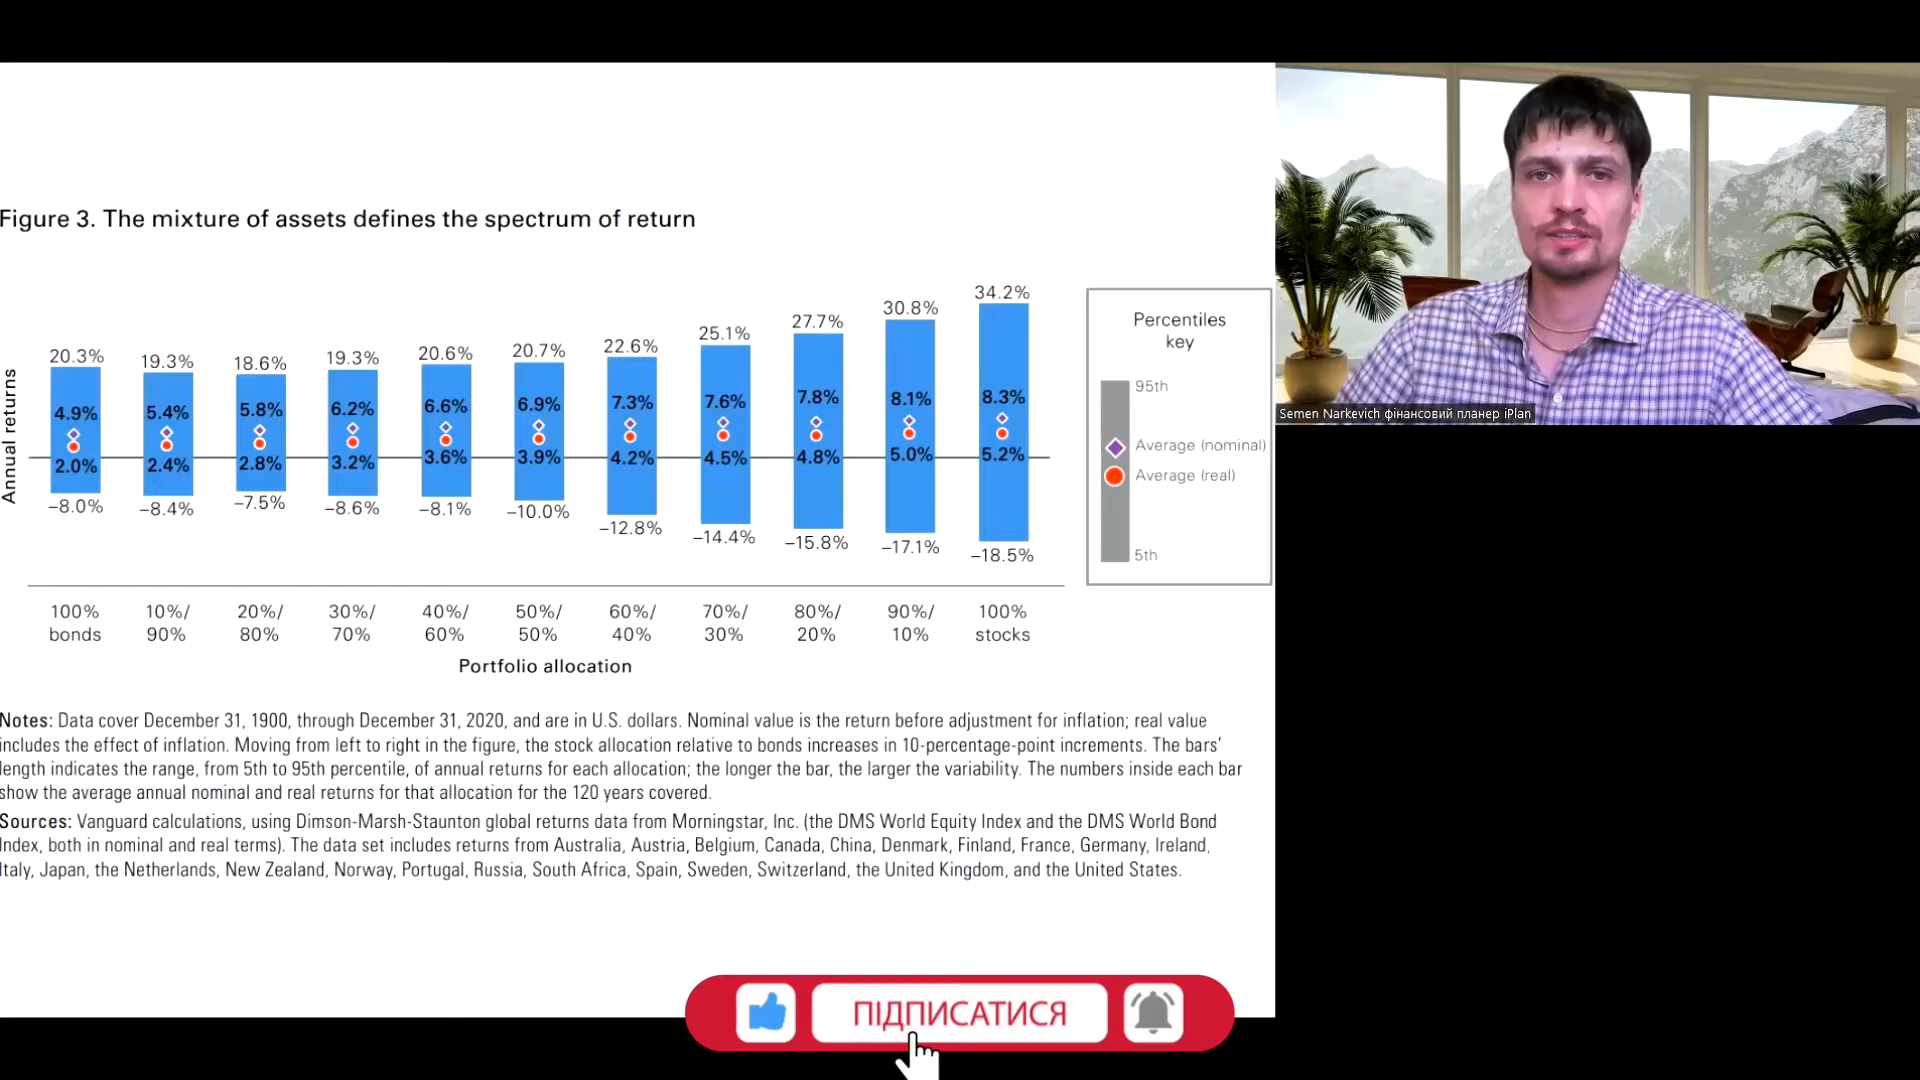 Figure 3. The mixture of assets defines the spectrum of return
Annual returns
20.3% 19.3% 18.6% 19.3% 20.6% 20.7% 22.6% 25.1% 27.7% 30.8% 34.2%
4.9% 5.4% 5.8% 6.2% 6.6% 6.9% 7.3% 7.6% 7.8% 8.1% 8.3%
2.0% 2.4% 2.8% 3.2% 3.6% 3.9% 4.2% 4.5% 4.8% 5.0% 5.2%
–8.0% –8.4% –7.5% –8.6% –8.1% –10.0% –12.8% –14.4% –15.8% –17.1% –18.5%
100% 10%/ 20%/ 30%/ 40%/ 50%/ 60%/ 70%/ 80%/ 90%/ 100%
bonds 90% 80% 70% 60% 50% 40% 30% 20% 10% stocks
Portfolio allocation
Percentiles
key
95th
Average (nominal)
Average (real)
5th
Notes: Data cover December 31, 1900, through December 31, 2020, and are in U.S. dollars. Nominal value is the return before adjustment for inflation; real value
includes the effect of inflation. Moving from left to right in the figure, the stock allocation relative to bonds increases in 10-percentage-point increments. The bars'
length indicates the range, from 5th to 95th percentile, of annual returns for each allocation; the longer the bar, the larger the variability. The numbers inside each bar
show the average annual nominal and real returns for that allocation for the 120 years covered.
Sources: Vanguard calculations, using Dimson-Marsh-Staunton global returns data from Morningstar, Inc. (the DMS World Equity Index and the DMS World Bond
Index, both in nominal and real terms). The data set includes returns from Australia, Austria, Belgium, Canada, China, Denmark, Finland, France, Germany, Ireland,
Italy, Japan, the Netherlands, New Zealand, Norway, Portugal, Russia, South Africa, Spain, Sweden, Switzerland, the United Kingdom, and the United States.
Semen Narkevich фінансовий планер iPlan
ПІДПИСАТИСЯ